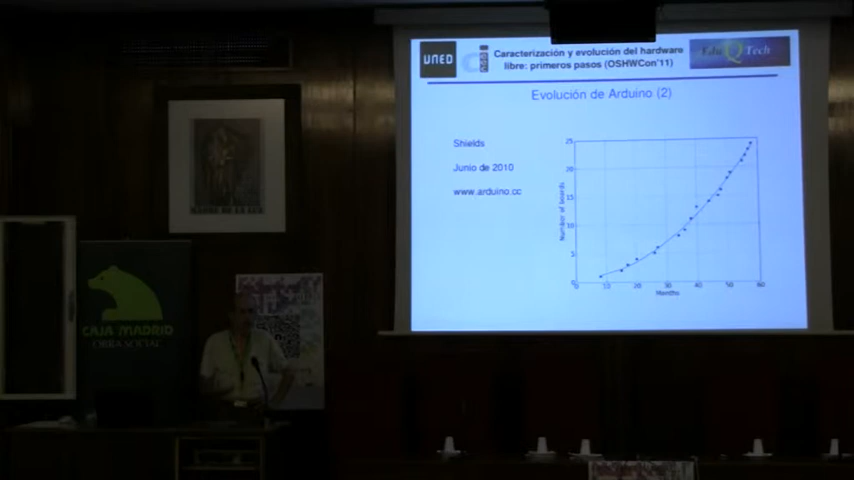 UNED
Caracterización y evolución del hardware
libre: primeros pasos (OSHWCon'11)
EduQTech
Evolución de Arduino (2)
Shields
Junio de 2010
www.arduino.cc
25
20
15
10
5
0
0 10 20 30 40 50 60
Number of boards
Months
CAJA MADRID
OBRA SOCIAL